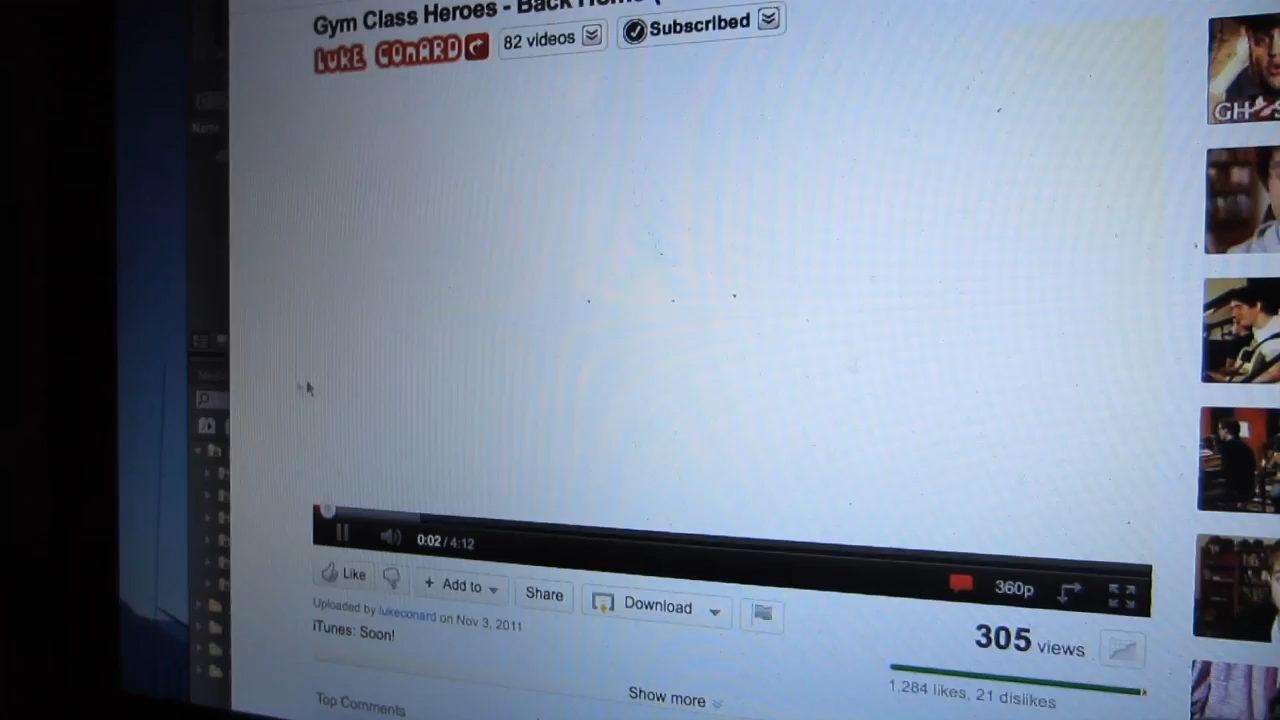 Gym Class Heroes - Back Home (
LUKE CONARD
82 videos
Subscribed
GH
Name
0:02 / 4:12
360p
Like
+ Add to
Share
Download
Uploaded by lukeconard on Nov 3, 2011
iTunes: Soon!
305 views
1,284 likes, 21 dislikes
Show more
Top Comments